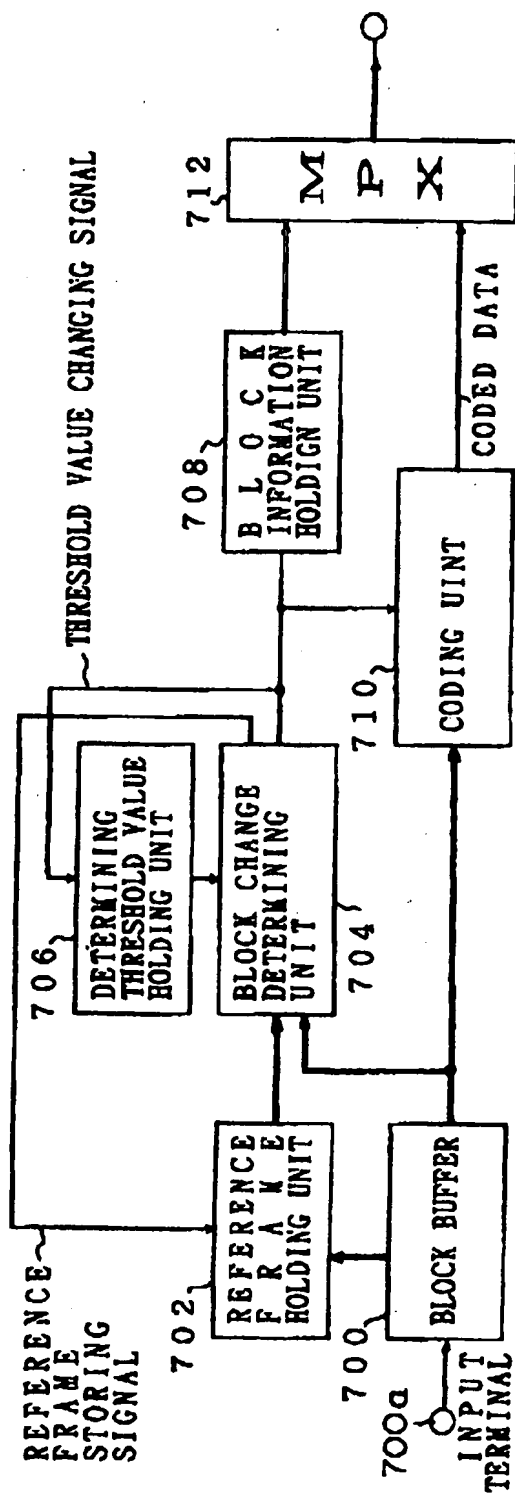 REFERENCE
FRAME
STORING
SIGNAL
THRESHOLD VALUE CHANGING SIGNAL
706
DETERMINING
THRESHOLD VALUE
HOLDING UNIT
702
REFERENCE
FRAME
HOLDING UNIT
BLOCK CHANGE
DETERMINING
UNIT
704
708
BLOCK
INFORMATION
HOLDIGN UNIT
712
MPX
700a
INPUT
TERMINAL
700
BLOCK BUFFER
710
CODING UINT
CODED DATA